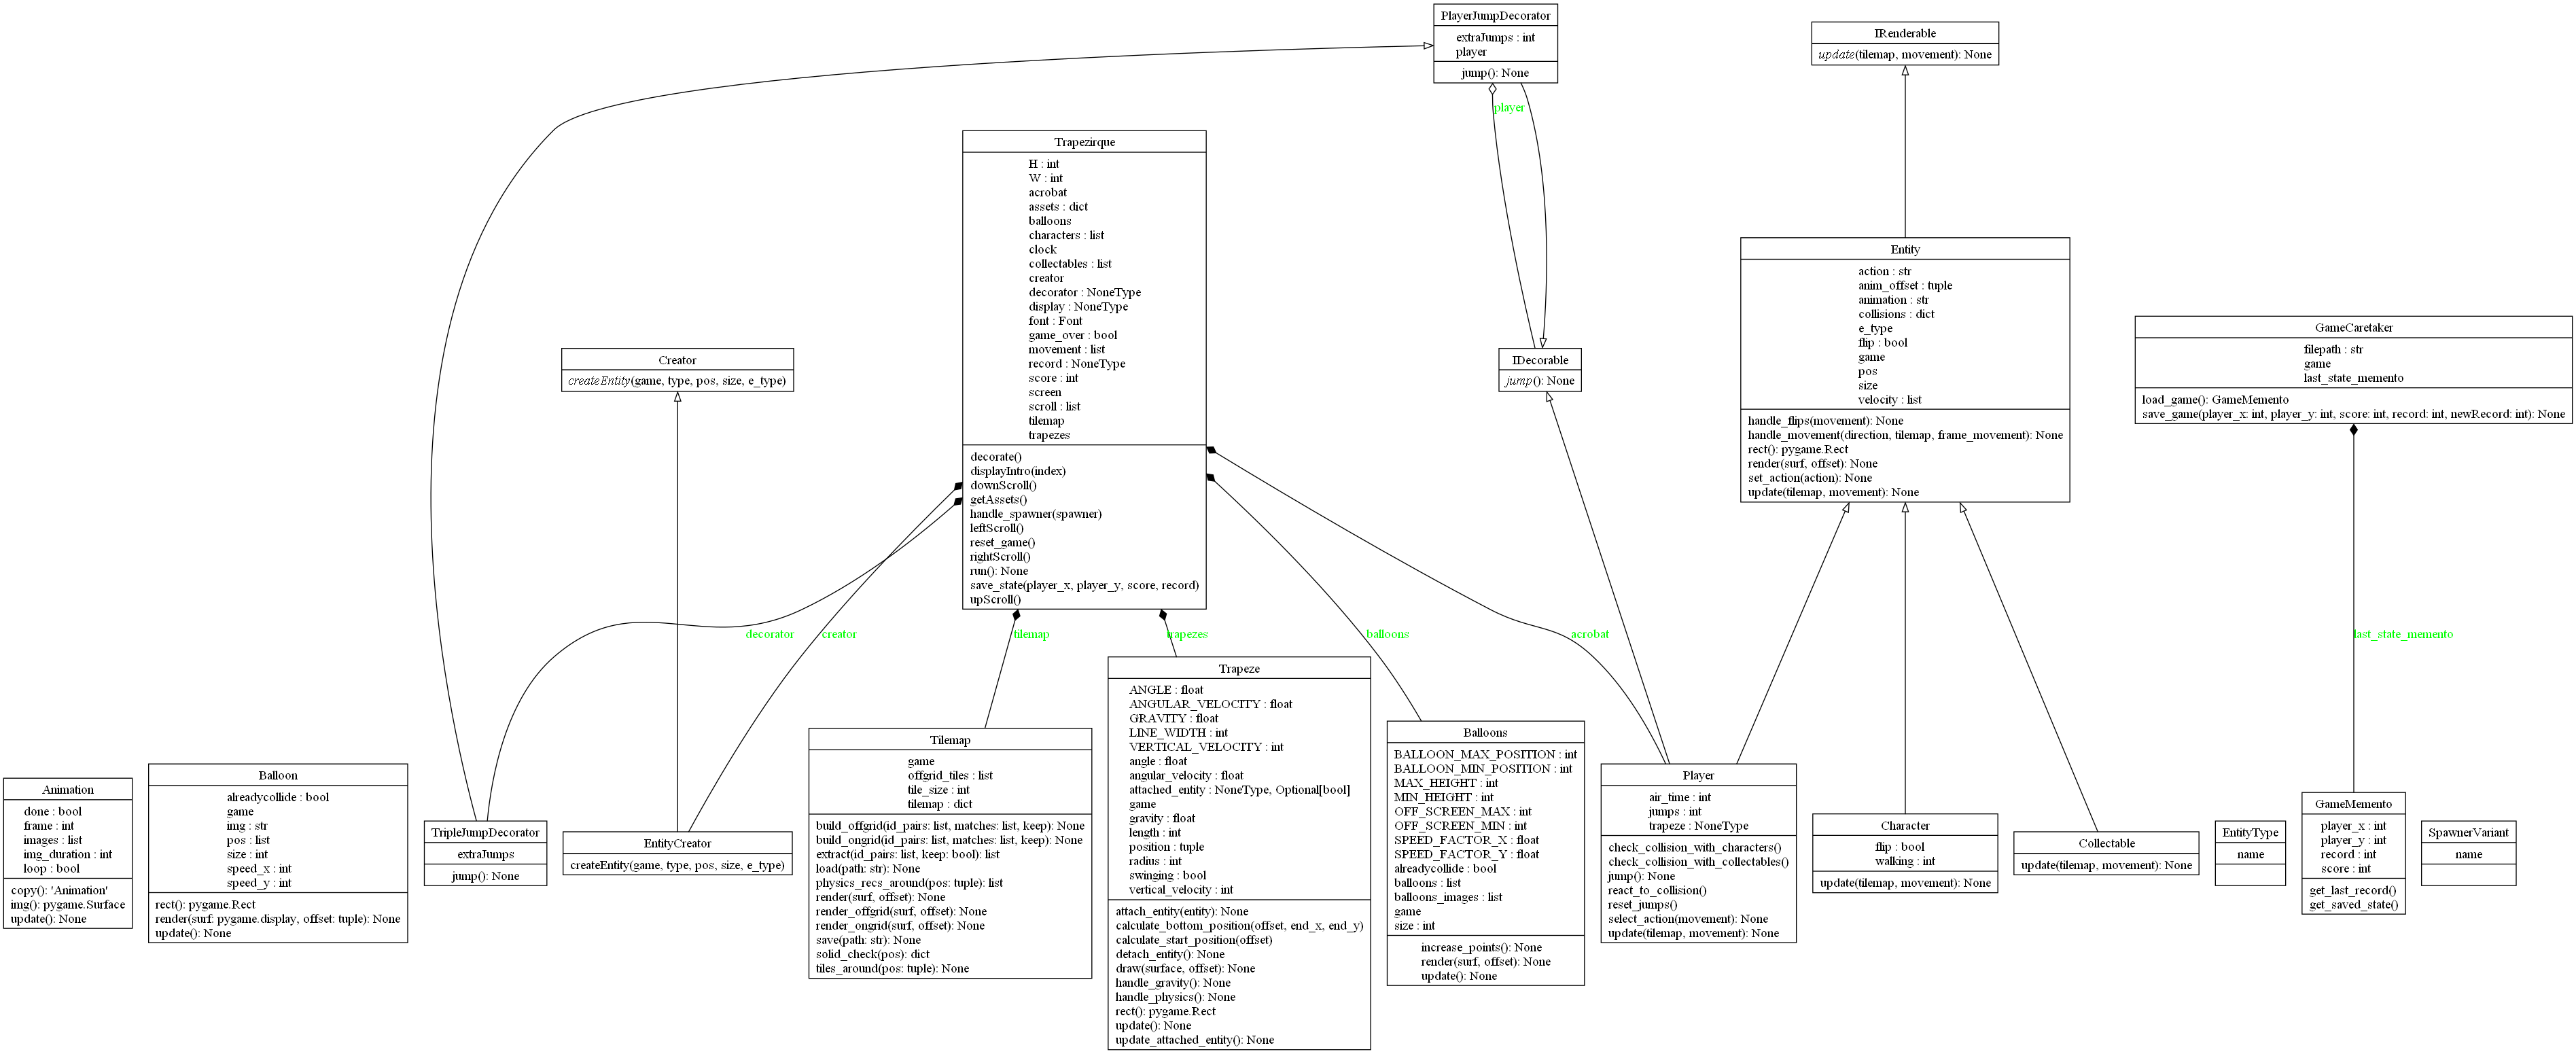 PlayerJumpDecorator
extraJumps : int
player
jump(): None
IRenderable
update(tilemap, movement): None
player
Trapezirque
H : int
W : int
acrobat
assets : dict
balloons
characters : list
clock
collectables : list
creator
decorator : NoneType
display : NoneType
font : Font
game_over : bool
movement : list
record : NoneType
score : int
screen
scroll : list
tilemap
trapezes
decorate()
displayIntro(index)
downScroll()
getAssets()
handle_spawner(spawner)
leftScroll()
reset_game()
rightScroll()
run(): None
save_state(player_x, player_y, score, record)
upScroll()
Entity
action : str
anim_offset : tuple
animation : str
collisions : dict
e_type
flip : bool
game
pos
size
velocity : list
handle_flips(movement): None
handle_movement(direction, tilemap, frame_movement): None
rect(): pygame.Rect
render(surf, offset): None
set_action(action): None
update(tilemap, movement): None
GameCaretaker
filepath : str
game
last_state_memento
load_game(): GameMemento
save_game(player_x: int, player_y: int, score: int, record: int, newRecord: int): None
Creator
createEntity(game, type, pos, size, e_type)
IDecorable
jump(): None
decorator
creator
tilemap
trapezes
balloons
acrobat
last_state_memento
Animation
done : bool
frame : int
images : list
img_duration : int
loop : bool
copy(): 'Animation'
img(): pygame.Surface
update(): None
Balloon
alreadycollide : bool
game
img : str
pos : list
size : int
speed_x : int
speed_y : int
rect(): pygame.Rect
render(surf: pygame.display, offset: tuple): None
update(): None
TripleJumpDecorator
extraJumps
jump(): None
EntityCreator
createEntity(game, type, pos, size, e_type)
Tilemap
game
offgrid_tiles : list
tile_size : int
tilemap : dict
build_offgrid(id_pairs: list, matches: list, keep): None
build_ongrid(id_pairs: list, matches: list, keep): None
extract(id_pairs: list, keep: bool): list
load(path: str): None
physics_recs_around(pos: tuple): list
render(surf, offset): None
render_offgrid(surf, offset): None
render_ongrid(surf, offset): None
save(path: str): None
solid_check(pos): dict
tiles_around(pos: tuple): None
Trapeze
ANGLE : float
ANGULAR_VELOCITY : float
GRAVITY : float
LINE_WIDTH : int
VERTICAL_VELOCITY : int
angle : float
angular_velocity : float
attached_entity : NoneType, Optional[bool]
game
gravity : float
length : int
position : tuple
radius : int
swinging : bool
vertical_velocity : int
attach_entity(entity): None
calculate_bottom_position(offset, end_x, end_y)
calculate_start_position(offset)
detach_entity(): None
draw(surface, offset): None
handle_gravity(): None
handle_physics(): None
rect(): pygame.Rect
update(): None
update_attached_entity(): None
Balloons
BALLOON_MAX_POSITION : int
BALLOON_MIN_POSITION : int
MAX_HEIGHT : int
MIN_HEIGHT : int
OFF_SCREEN_MAX : int
OFF_SCREEN_MIN : int
SPEED_FACTOR_X : float
SPEED_FACTOR_Y : float
alreadycollide : bool
balloons : list
balloons_images : list
game
size : int
increase_points(): None
render(surf, offset): None
update(): None
Player
air_time : int
jumps : int
trapeze : NoneType
check_collision_with_characters()
check_collision_with_collectables()
jump(): None
react_to_collision()
reset_jumps()
select_action(movement): None
update(tilemap, movement): None
Character
flip : bool
walking : int
update(tilemap, movement): None
Collectable
update(tilemap, movement): None
EntityType
name
GameMemento
player_x : int
player_y : int
record : int
score : int
get_last_record()
get_saved_state()
SpawnerVariant
name